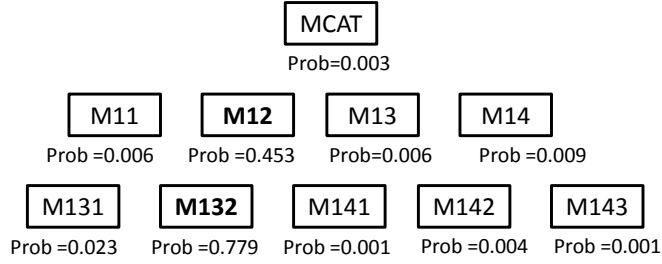 MCAT
Prob=0.003
M11 M12 M13 M14
Prob =0.006 Prob =0.453 Prob=0.006 Prob =0.009
M131 M132 M141 M142 M143
Prob =0.023 Prob =0.779 Prob =0.001 Prob =0.004 Prob =0.001